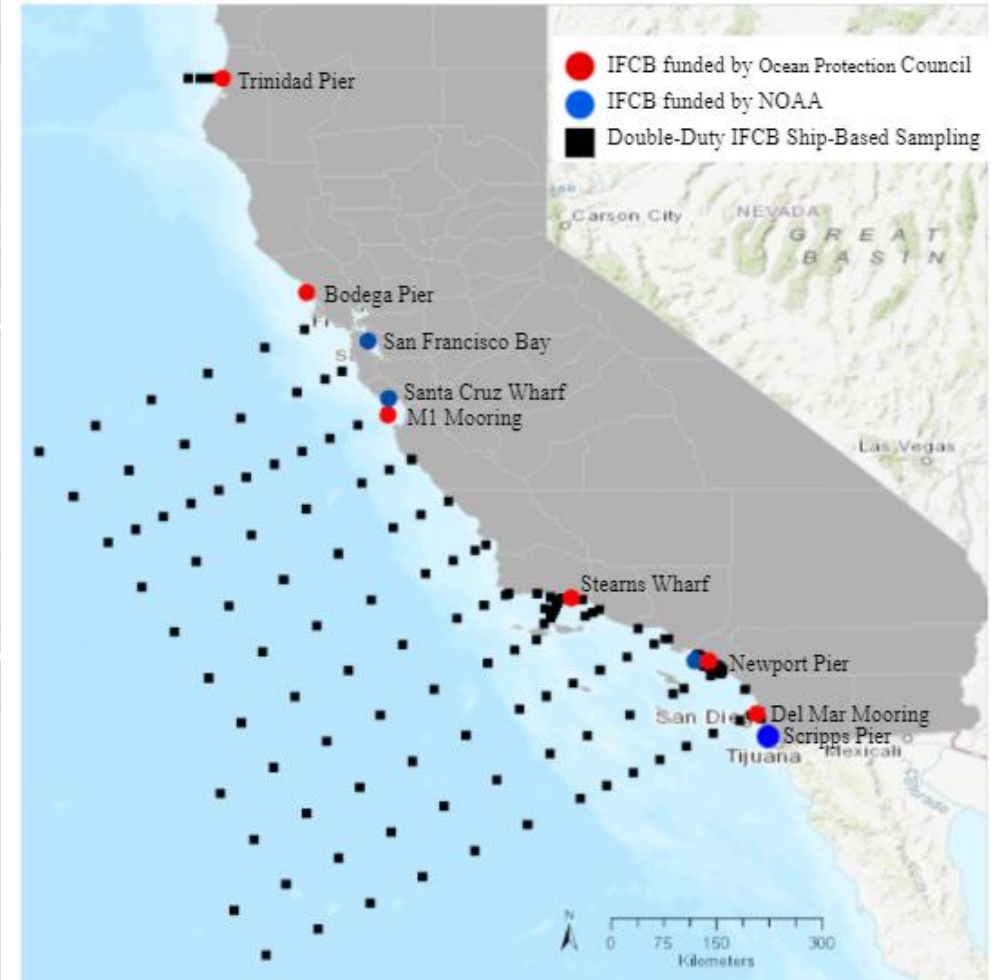 IFCB funded by Ocean Protection Council
IFCB funded by NOAA
Double-Duty IFCB Ship-Based Sampling
Trinidad Pier
Carson City
NEVADA
GREAT
BASIN
Bodega Pier
San Francisco Bay
Santa Cruz Wharf
M1 Mooring
Las Vegas
Stearns Wharf
Newport Pier
San Dieg
Del Mar Mooring
Scripps Pier
Tijuana
Mexicali
Colorado
N
0 75 150 300
Kilometers